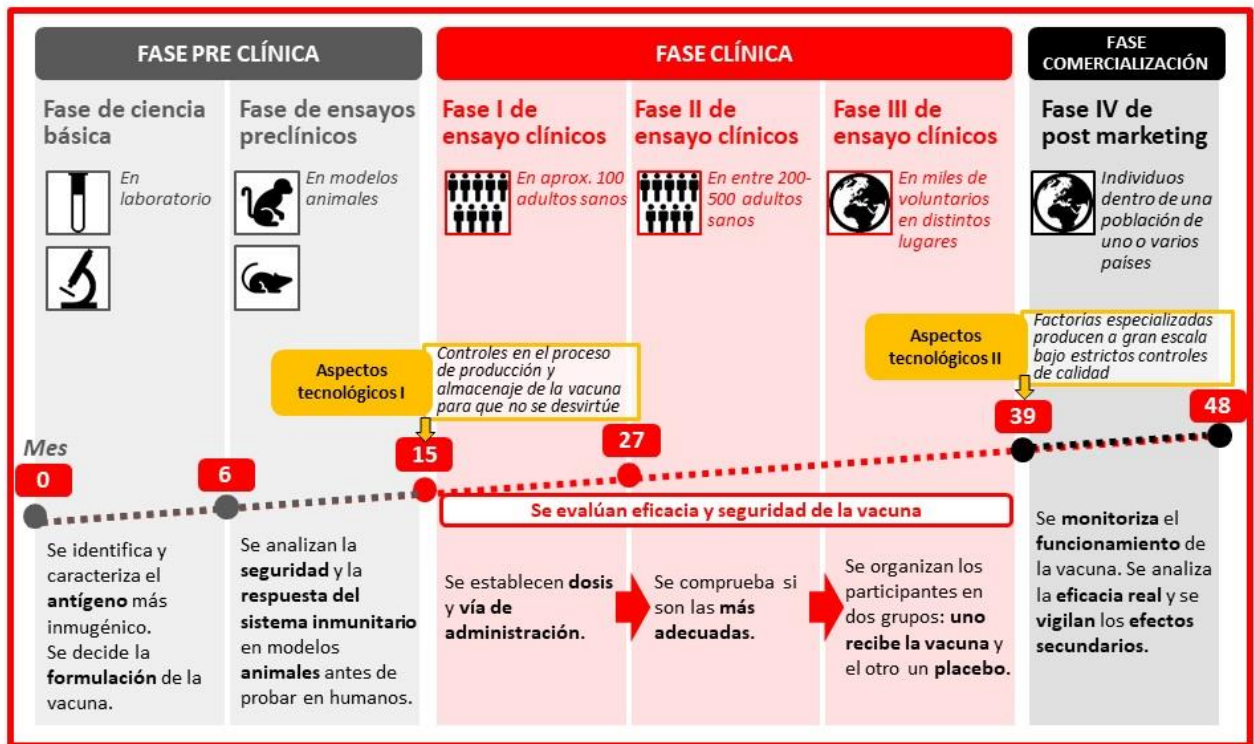 FASE PRE CLÍNICA
FASE CLÍNICA
FASE
COMERCIALIZACIÓN
Fase de ciencia
básica
En
laboratorio
Fase de ensayos
preclínicos
En modelos
animales
Fase I de
ensayo clínicos
En aprox. 100
adultos sanos
Fase II de
ensayo clínicos
En entre 200-
500 adultos
sanos
Fase III de
ensayo clínicos
En miles de
voluntarios
en distintos
lugares
Fase IV de
post marketing
Individuos
dentro de una
población de
uno o varios
países
Aspectos
tecnológicos I
Controles en el proceso
de producción y
almacenaje de la vacuna
para que no se desvirtúe
Aspectos
tecnológicos II
Factorías especializadas
producen a gran escala
bajo estrictos controles
de calidad
Mes
0
6
15
27
39
48
Se evalúan eficacia y seguridad de la vacuna
Se identifica y
caracteriza el
antígeno más
inmugénico.
Se decide la
formulación de la
vacuna.
Se analizan la
seguridad y la
respuesta del
sistema inmunitario
en modelos
animales antes de
probar en humanos.
Se establecen dosis
y vía de
administración.
Se comprueba si
son las más
adecuadas.
Se organizan los
participantes en
dos grupos: uno
recibe la vacuna y
el otro un placebo.
Se monitoriza el
funcionamiento de
la vacuna. Se analiza
la eficacia real y se
vigilan los efectos
secundarios.